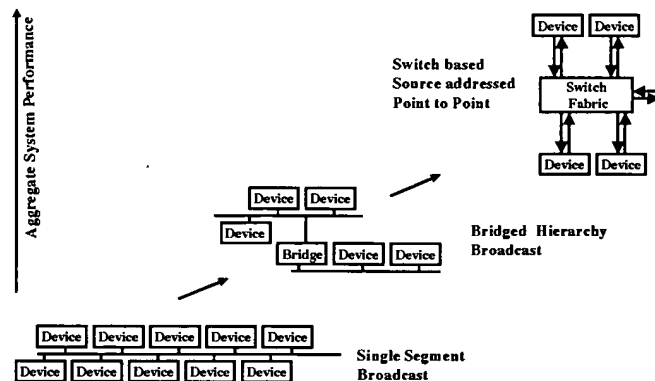 Aggregate System Performance
Device Device
Switch based
Source addressed
Point to Point
Switch
Fabric
Device Device
Device Device
Device
Bridge Device Device
Bridged Hierarchy
Broadcast
Device Device Device Device Device
Device Device Device Device Device
Single Segment
Broadcast